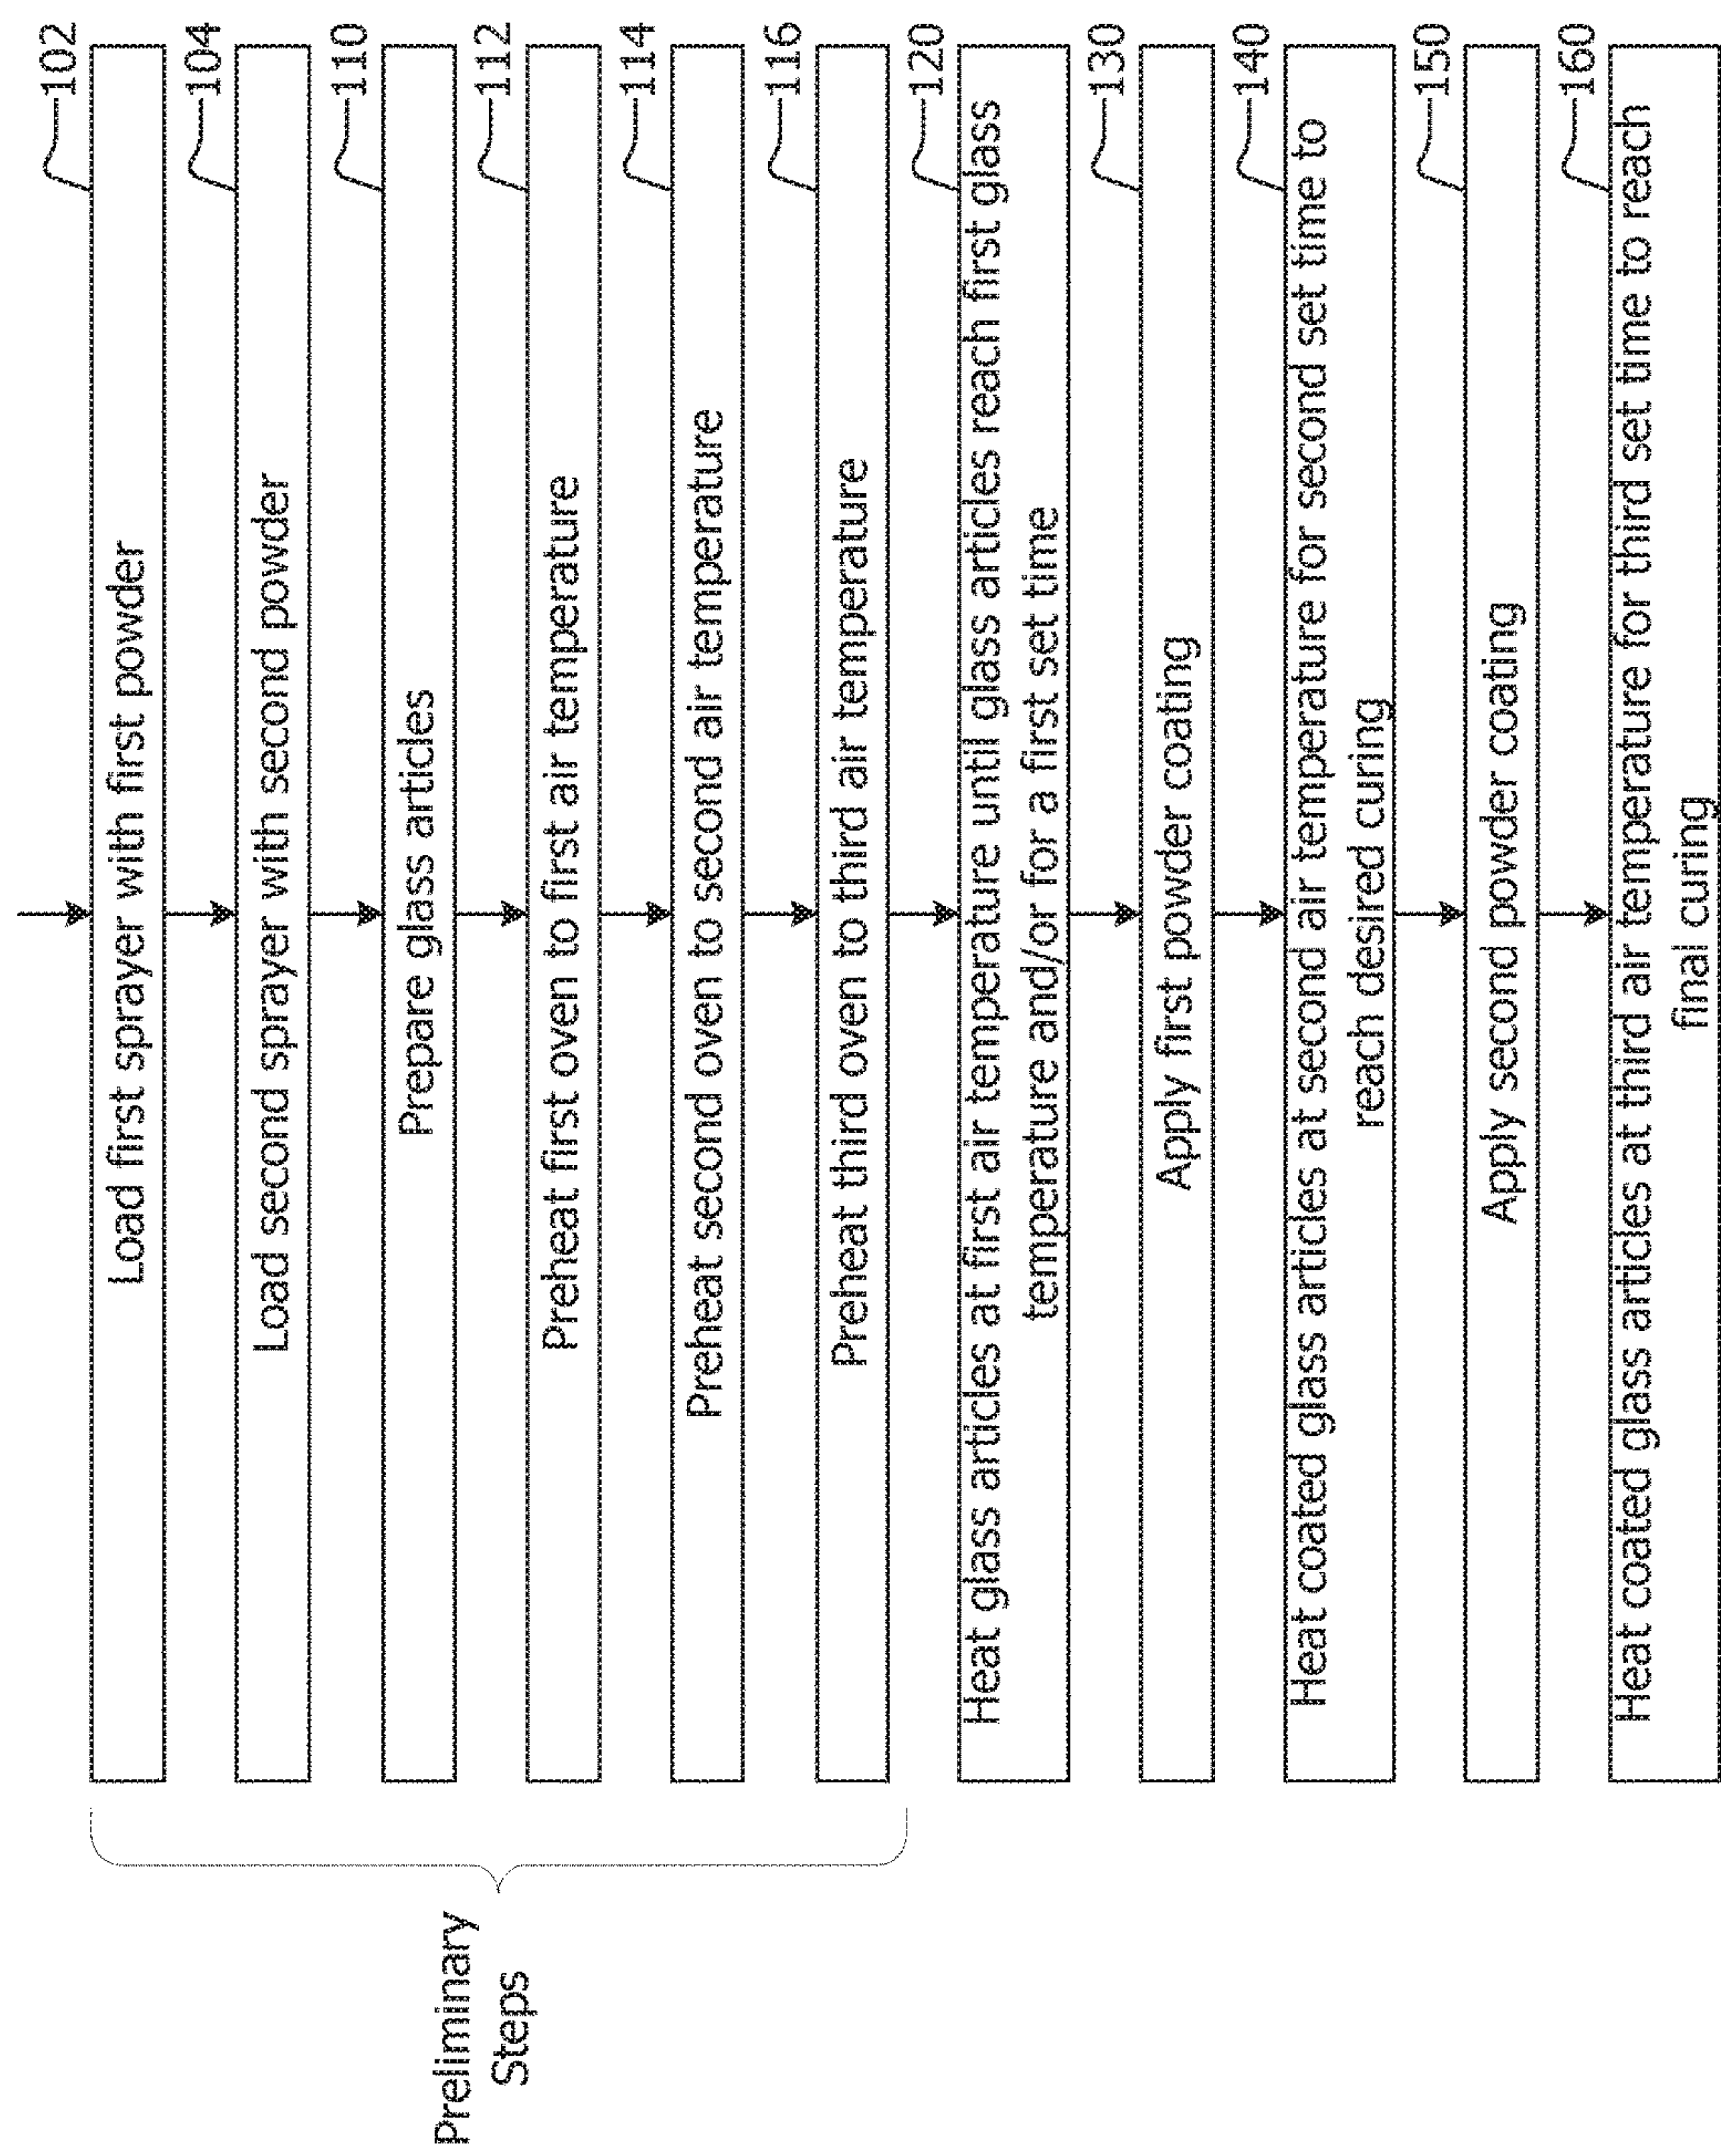 102
Load first sprayer with first powder
104
Load second sprayer with second powder
110
Prepare glass articles
112
Preheat first oven to first air temperature
114
Preheat second oven to second air temperature
116
Preheat third oven to third air temperature
Preliminary
Steps
120
Heat glass articles at first air temperature until glass articles reach first glass
temperature and/or for a first set time
130
Apply first powder coating
140
Heat coated glass articles at second air temperature for second set time to
reach desired curing
150
Apply second powder coating
160
Heat coated glass articles at third air temperature for third set time to reach
final curing